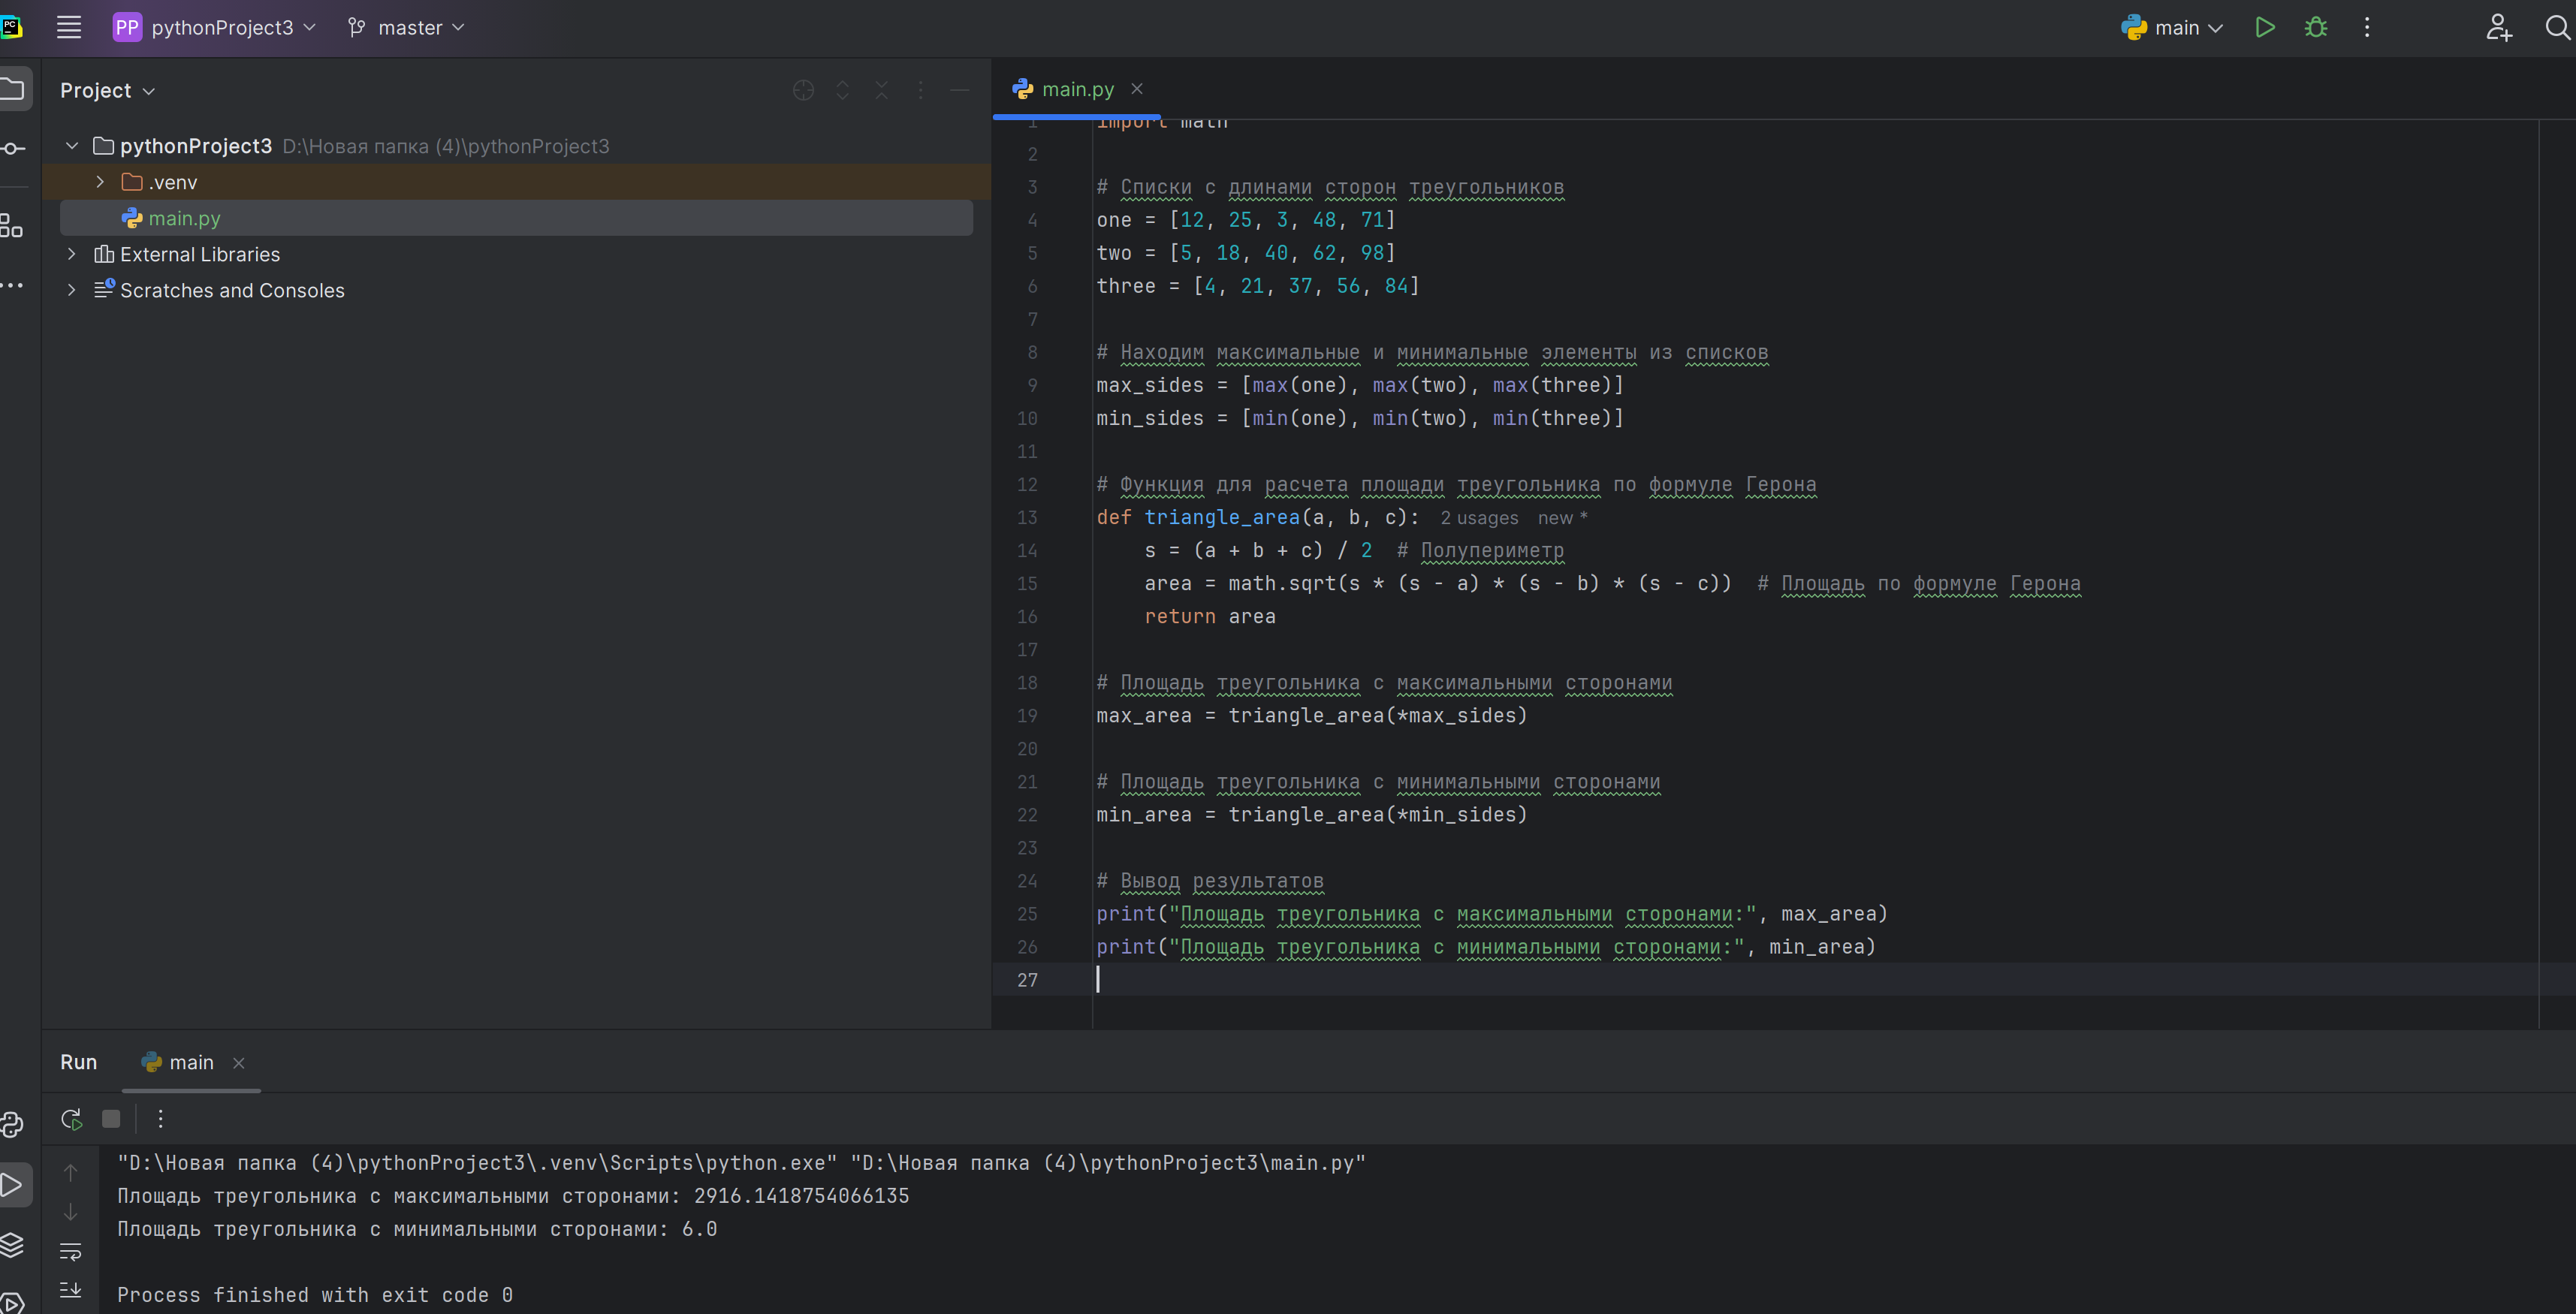 PC
PP pythonProject3 master main
Project
main.py
pythonProject3 D:\Новая папка (4)\pythonProject3
.venv
main.py
External Libraries
Scratches and Consoles
1 import math
2
3 # Списки с длинами сторон треугольников
4 one = [12, 25, 3, 48, 71]
5 two = [5, 18, 40, 62, 98]
6 three = [4, 21, 37, 56, 84]
7
8 # Находим максимальные и минимальные элементы из списков
9 max_sides = [max(one), max(two), max(three)]
10 min_sides = [min(one), min(two), min(three)]
11
12 # Функция для расчета площади треугольника по формуле Герона
13 def triangle_area(a, b, c): 2 usages new *
14 s = (a + b + c) / 2 # Полупериметр
15 area = math.sqrt(s * (s - a) * (s - b) * (s - c)) # Площадь по формуле Герона
16 return area
17
18 # Площадь треугольника с максимальными сторонами
19 max_area = triangle_area(*max_sides)
20
21 # Площадь треугольника с минимальными сторонами
22 min_area = triangle_area(*min_sides)
23
24 # Вывод результатов
25 print("Площадь треугольника с максимальными сторонами:", max_area)
26 print("Площадь треугольника с минимальными сторонами:", min_area)
27
Run main
"D:\Новая папка (4)\pythonProject3\.venv\Scripts\python.exe" "D:\Новая папка (4)\pythonProject3\main.py"
Площадь треугольника с максимальными сторонами: 2916.1418754066135
Площадь треугольника с минимальными сторонами: 6.0
Process finished with exit code 0